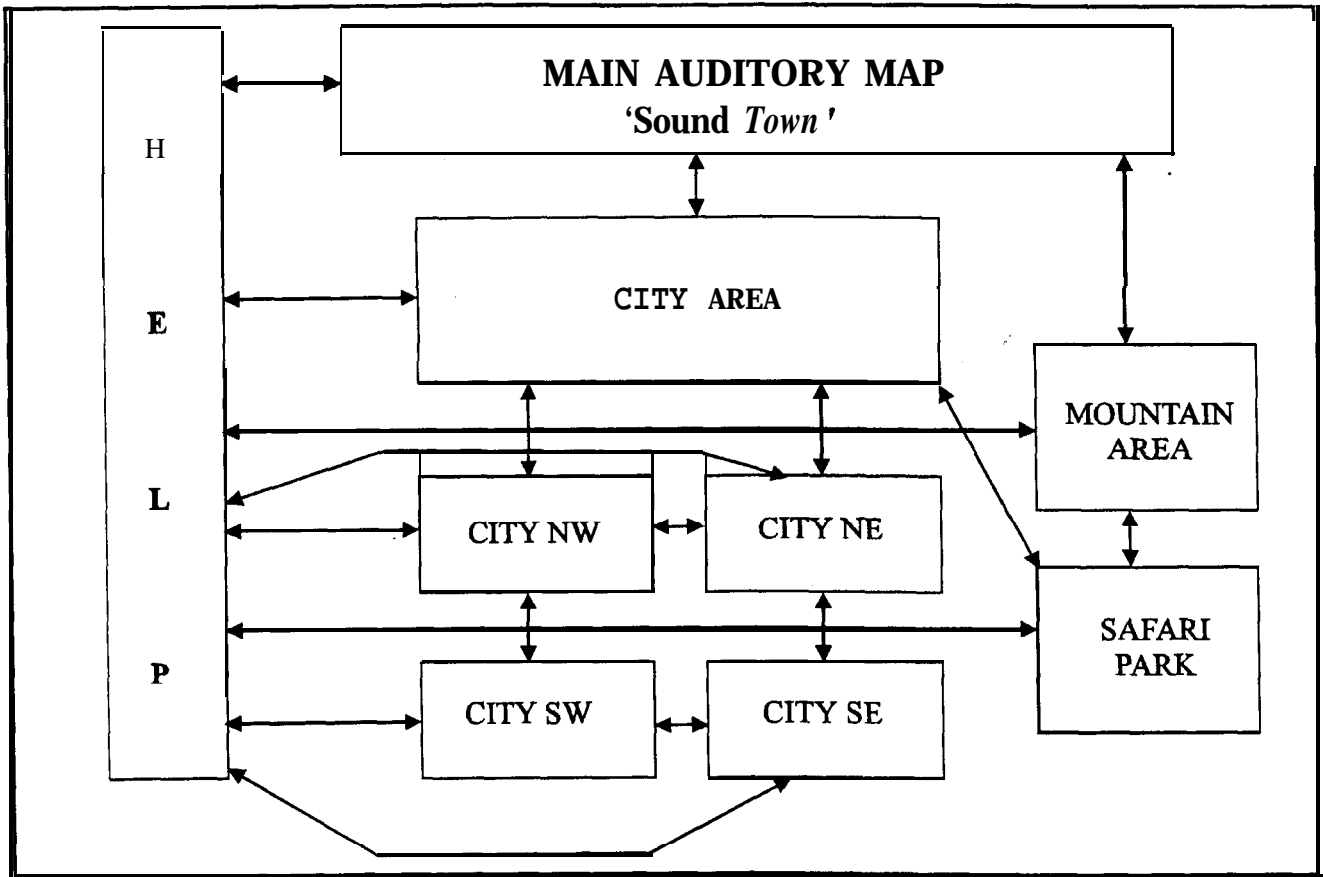 MAIN AUDITORY MAP
‘Sound Town’
H
E
L
P
CITY AREA
MOUNTAIN
AREA
CITY NW
CITY NE
SAFARI
PARK
CITY SW
CITY SE